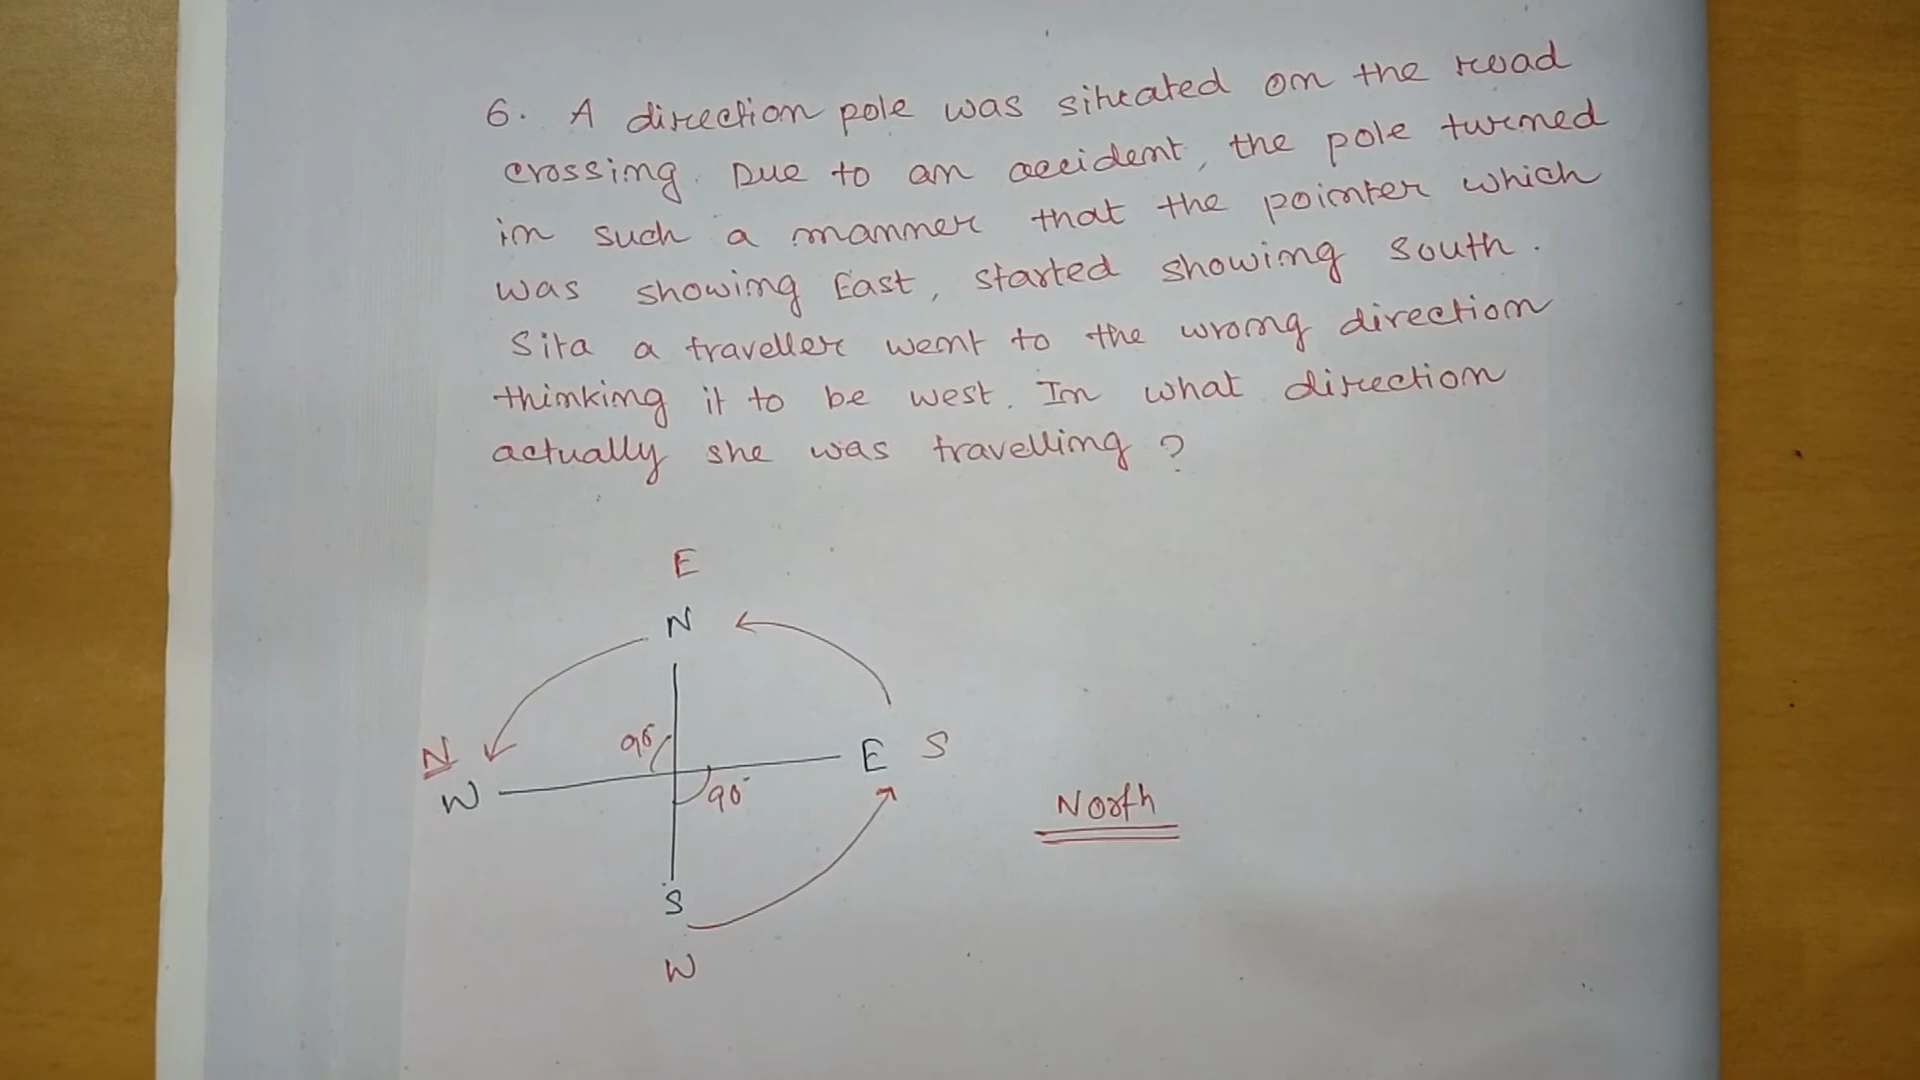 6. A direction pole was situated on the road
crossing. Due to an accident, the pole turned
in such a manner that the pointer which
was showing East, started showing south.
Sita a traveller went to the wrong direction
thinking it to be west. In what direction
actually she was travelling?
E
N
90°
N
E S
W
90°
North
S
W